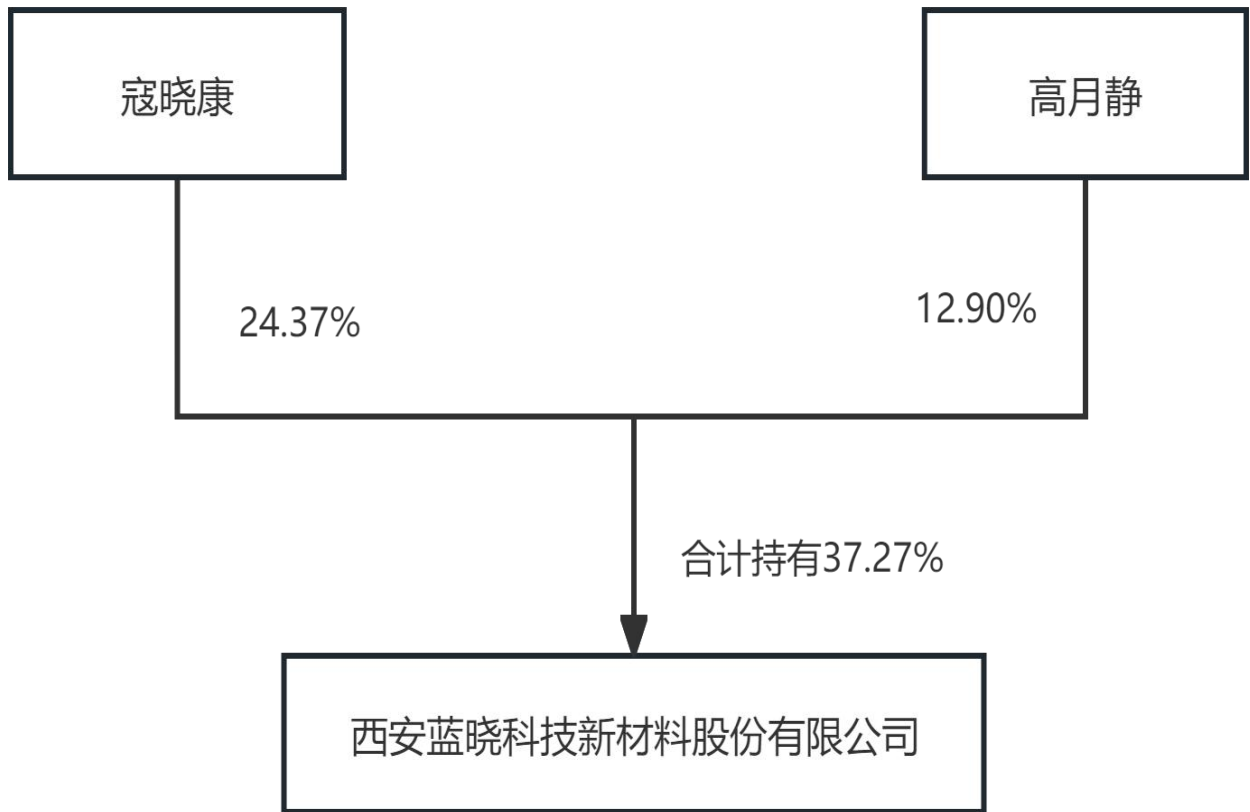 寇晓康
高月静
24.37%
12.90%
合计持有37.27%
西安蓝晓科技新材料股份有限公司